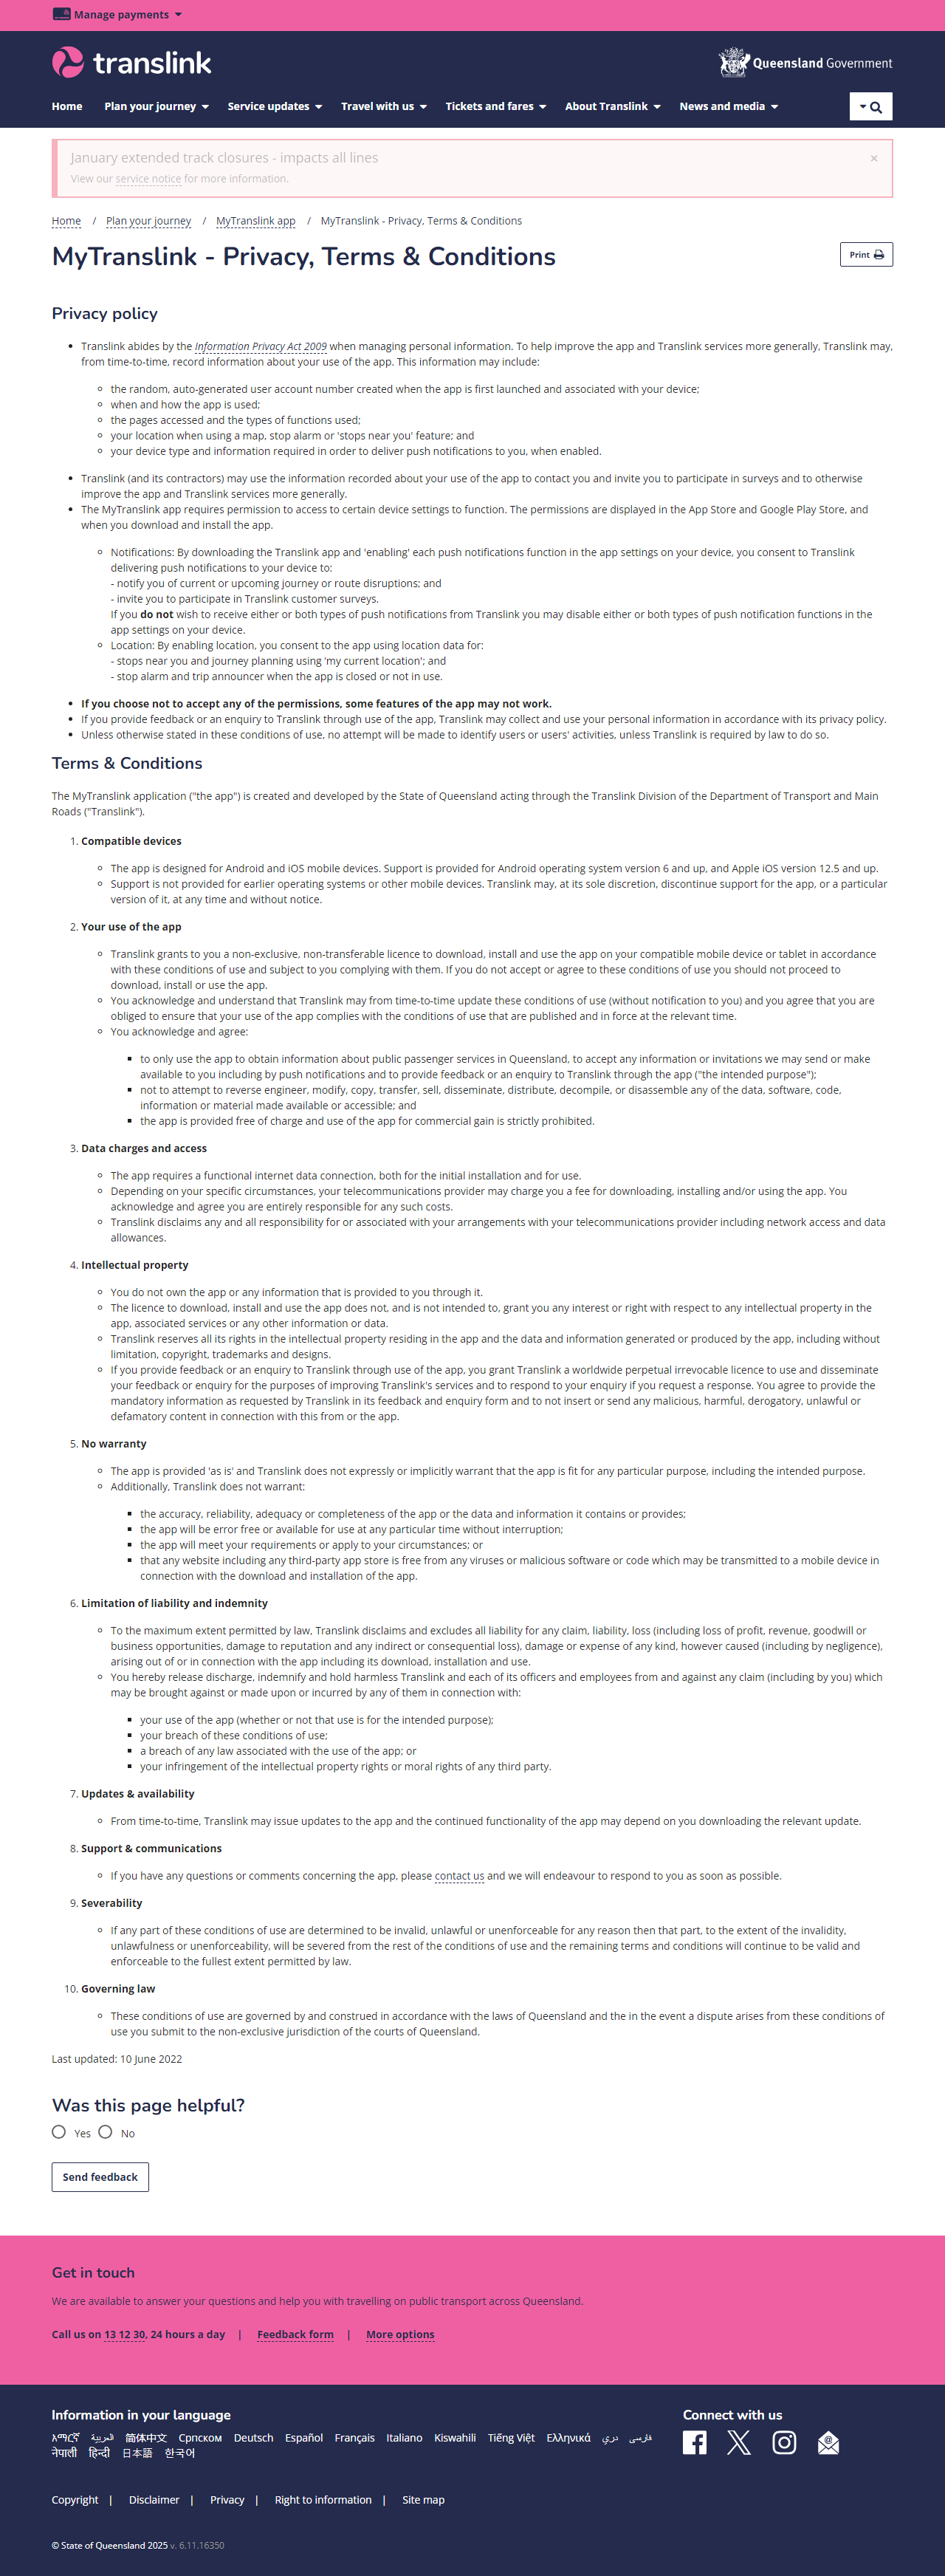 Manage payments
translink
Queensland Government
Home Plan your journey Service updates Travel with us Tickets and fares About Translink News and media
January extended track closures - impacts all lines ×
View our service notice for more information.
Home / Plan your journey / MyTranslink app / MyTranslink - Privacy, Terms & Conditions
MyTranslink - Privacy, Terms & Conditions
Print
Privacy policy
• Translink abides by the Information Privacy Act 2009 when managing personal information. To help improve the app and Translink services more generally, Translink may,
from time-to-time, record information about your use of the app. This information may include:
◦ the random, auto-generated user account number created when the app is first launched and associated with your device;
◦ when and how the app is used;
◦ the pages accessed and the types of functions used;
◦ your location when using a map, stop alarm or 'stops near you' feature; and
◦ your device type and information required in order to deliver push notifications to you, when enabled.
• Translink (and its contractors) may use the information recorded about your use of the app to contact you and invite you to participate in surveys and to otherwise
improve the app and Translink services more generally.
• The MyTranslink app requires permission to access to certain device settings to function. The permissions are displayed in the App Store and Google Play Store, and
when you download and install the app.
◦ Notifications: By downloading the Translink app and 'enabling' each push notifications function in the app settings on your device, you consent to Translink
delivering push notifications to your device to:
- notify you of current or upcoming journey or route disruptions; and
- invite you to participate in Translink customer surveys.
If you do not wish to receive either or both types of push notifications from Translink you may disable either or both types of push notification functions in the
app settings on your device.
◦ Location: By enabling location, you consent to the app using location data for:
- stops near you and journey planning using 'my current location'; and
- stop alarm and trip announcer when the app is closed or not in use.
• If you choose not to accept any of the permissions, some features of the app may not work.
• If you provide feedback or an enquiry to Translink through use of the app, Translink may collect and use your personal information in accordance with its privacy policy.
• Unless otherwise stated in these conditions of use, no attempt will be made to identify users or users' activities, unless Translink is required by law to do so.
Terms & Conditions
The MyTranslink application ("the app") is created and developed by the State of Queensland acting through the Translink Division of the Department of Transport and Main
Roads ("Translink").
1. Compatible devices
◦ The app is designed for Android and iOS mobile devices. Support is provided for Android operating system version 6 and up, and Apple iOS version 12.5 and up.
◦ Support is not provided for earlier operating systems or other mobile devices. Translink may, at its sole discretion, discontinue support for the app, or a particular
version of it, at any time and without notice.
2. Your use of the app
◦ Translink grants to you a non-exclusive, non-transferable licence to download, install and use the app on your compatible mobile device or tablet in accordance
with these conditions of use and subject to you complying with them. If you do not accept or agree to these conditions of use you should not proceed to
download, install or use the app.
◦ You acknowledge and understand that Translink may from time-to-time update these conditions of use (without notification to you) and you agree that you are
obliged to ensure that your use of the app complies with the conditions of use that are published and in force at the relevant time.
◦ You acknowledge and agree:
▪ to only use the app to obtain information about public passenger services in Queensland, to accept any information or invitations we may send or make
available to you including by push notifications and to provide feedback or an enquiry to Translink through the app ("the intended purpose");
▪ not to attempt to reverse engineer, modify, copy, transfer, sell, disseminate, distribute, decompile, or disassemble any of the data, software, code,
information or material made available or accessible; and
▪ the app is provided free of charge and use of the app for commercial gain is strictly prohibited.
3. Data charges and access
◦ The app requires a functional internet data connection, both for the initial installation and for use.
◦ Depending on your specific circumstances, your telecommunications provider may charge you a fee for downloading, installing and/or using the app. You
acknowledge and agree you are entirely responsible for any such costs.
◦ Translink disclaims any and all responsibility for or associated with your arrangements with your telecommunications provider including network access and data
allowances.
4. Intellectual property
◦ You do not own the app or any information that is provided to you through it.
◦ The licence to download, install and use the app does not, and is not intended to, grant you any interest or right with respect to any intellectual property in the
app, associated services or any other information or data.
◦ Translink reserves all its rights in the intellectual property residing in the app and the data and information generated or produced by the app, including without
limitation, copyright, trademarks and designs.
◦ If you provide feedback or an enquiry to Translink through use of the app, you grant Translink a worldwide perpetual irrevocable licence to use and disseminate
your feedback or enquiry for the purposes of improving Translink's services and to respond to your enquiry if you request a response. You agree to provide the
mandatory information as requested by Translink in its feedback and enquiry form and to not insert or send any malicious, harmful, derogatory, unlawful or
defamatory content in connection with this from or the app.
5. No warranty
◦ The app is provided 'as is' and Translink does not expressly or implicitly warrant that the app is fit for any particular purpose, including the intended purpose.
◦ Additionally, Translink does not warrant:
▪ the accuracy, reliability, adequacy or completeness of the app or the data and information it contains or provides;
▪ the app will be error free or available for use at any particular time without interruption;
▪ the app will meet your requirements or apply to your circumstances; or
▪ that any website including any third-party app store is free from any viruses or malicious software or code which may be transmitted to a mobile device in
connection with the download and installation of the app.
6. Limitation of liability and indemnity
◦ To the maximum extent permitted by law, Translink disclaims and excludes all liability for any claim, liability, loss (including loss of profit, revenue, goodwill or
business opportunities, damage to reputation and any indirect or consequential loss), damage or expense of any kind, however caused (including by negligence),
arising out of or in connection with the app including its download, installation and use.
◦ You hereby release discharge, indemnify and hold harmless Translink and each of its officers and employees from and against any claim (including by you) which
may be brought against or made upon or incurred by any of them in connection with:
▪ your use of the app (whether or not that use is for the intended purpose);
▪ your breach of these conditions of use;
▪ a breach of any law associated with the use of the app; or
▪ your infringement of the intellectual property rights or moral rights of any third party.
7. Updates & availability
◦ From time-to-time, Translink may issue updates to the app and the continued functionality of the app may depend on you downloading the relevant update.
8. Support & communications
◦ If you have any questions or comments concerning the app, please contact us and we will endeavour to respond to you as soon as possible.
9. Severability
◦ If any part of these conditions of use are determined to be invalid, unlawful or unenforceable for any reason then that part, to the extent of the invalidity,
unlawfulness or unenforceability, will be severed from the rest of the conditions of use and the remaining terms and conditions will continue to be valid and
enforceable to the fullest extent permitted by law.
10. Governing law
◦ These conditions of use are governed by and construed in accordance with the laws of Queensland and the in the event a dispute arises from these conditions of
use you submit to the non-exclusive jurisdiction of the courts of Queensland.
Last updated: 10 June 2022
Was this page helpful?
Yes No
Send feedback
Get in touch
We are available to answer your questions and help you with travelling on public transport across Queensland.
Call us on 13 12 30, 24 hours a day | Feedback form | More options
Information in your language
አማርኛ العربية 简体中文 Српском Deutsch Español Français Italiano Kiswahili Tiếng Việt Ελληνικά دری فارسی
नेपाली हिन्दी 日本語 한국어
Connect with us
Copyright | Disclaimer | Privacy | Right to information | Site map
© State of Queensland 2025 v. 6.11.16350